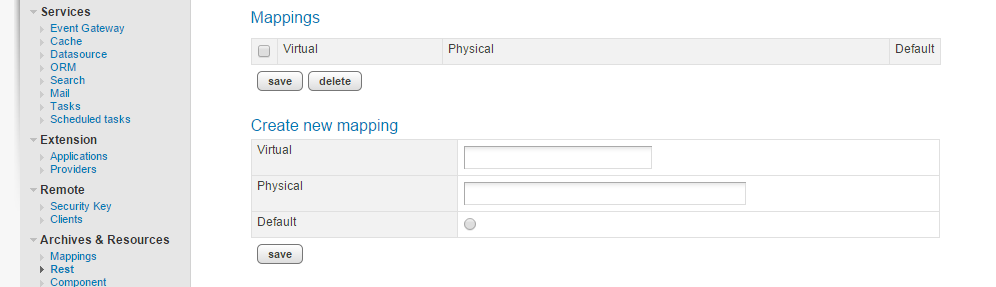 Services
Event Gateway
Cache
Datasource
ORM
Search
Mail
Tasks
Scheduled tasks
Extension
Applications
Providers
Remote
Security Key
Clients
Archives & Resources
Mappings
Rest
Component
Mappings
Virtual Physical Default
save delete
Create new mapping
Virtual
Physical
Default
save